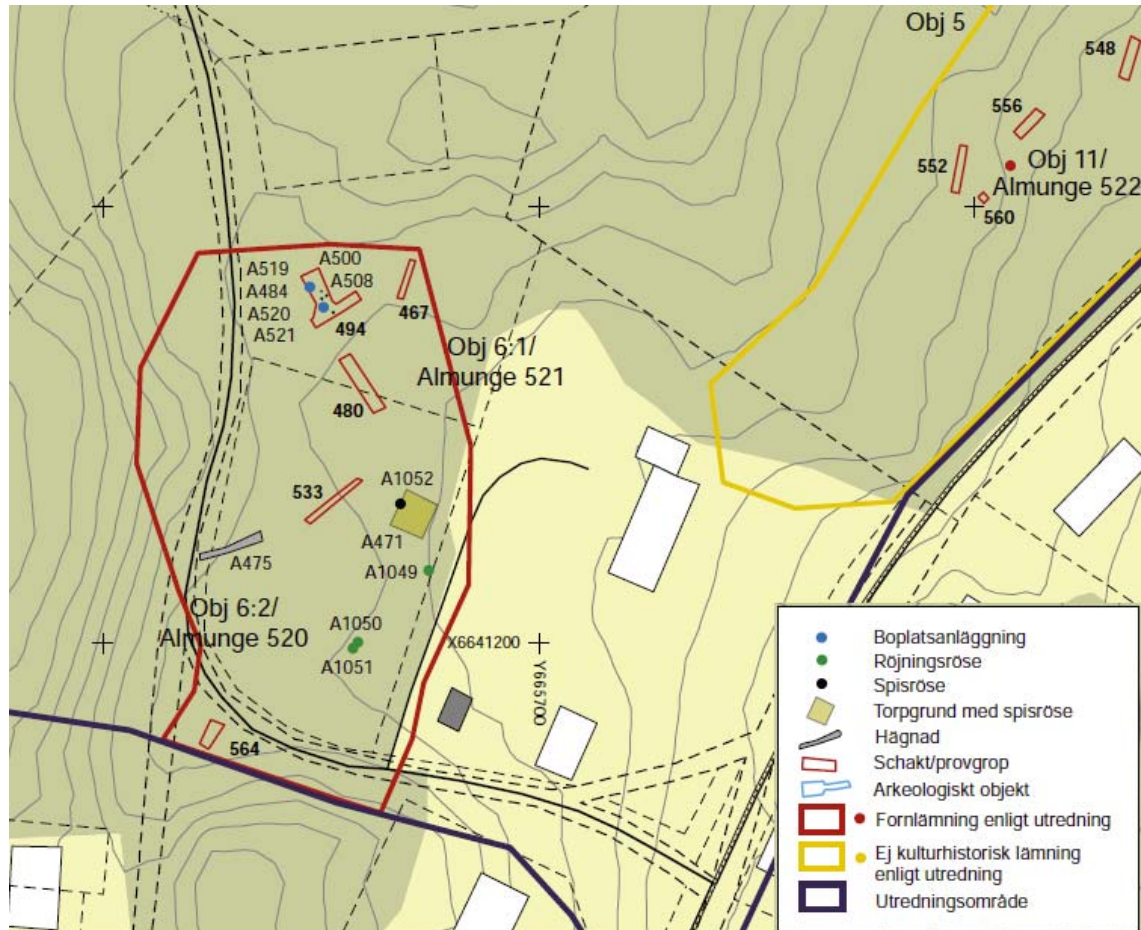 Obj 5
548
556
552
Obj 11/
Almunge 522
560
A519
A500
A484
A508
A520
A521
494
467
Obj 6:1/
Almunge 521
480
533
A1052
A471
A475
A1049
Obj 6:2/
Almunge 520
A1050
A1051
X6641200
Y665700
564
Boplatsanläggning
Röjningsröse
Spisröse
Torpgrund med spisröse
Hägnad
Schakt/provgrop
Arkeologiskt objekt
Fornlämning enligt utredning
Ej kulturhistorisk lämning
enligt utredning
Utredningsområde